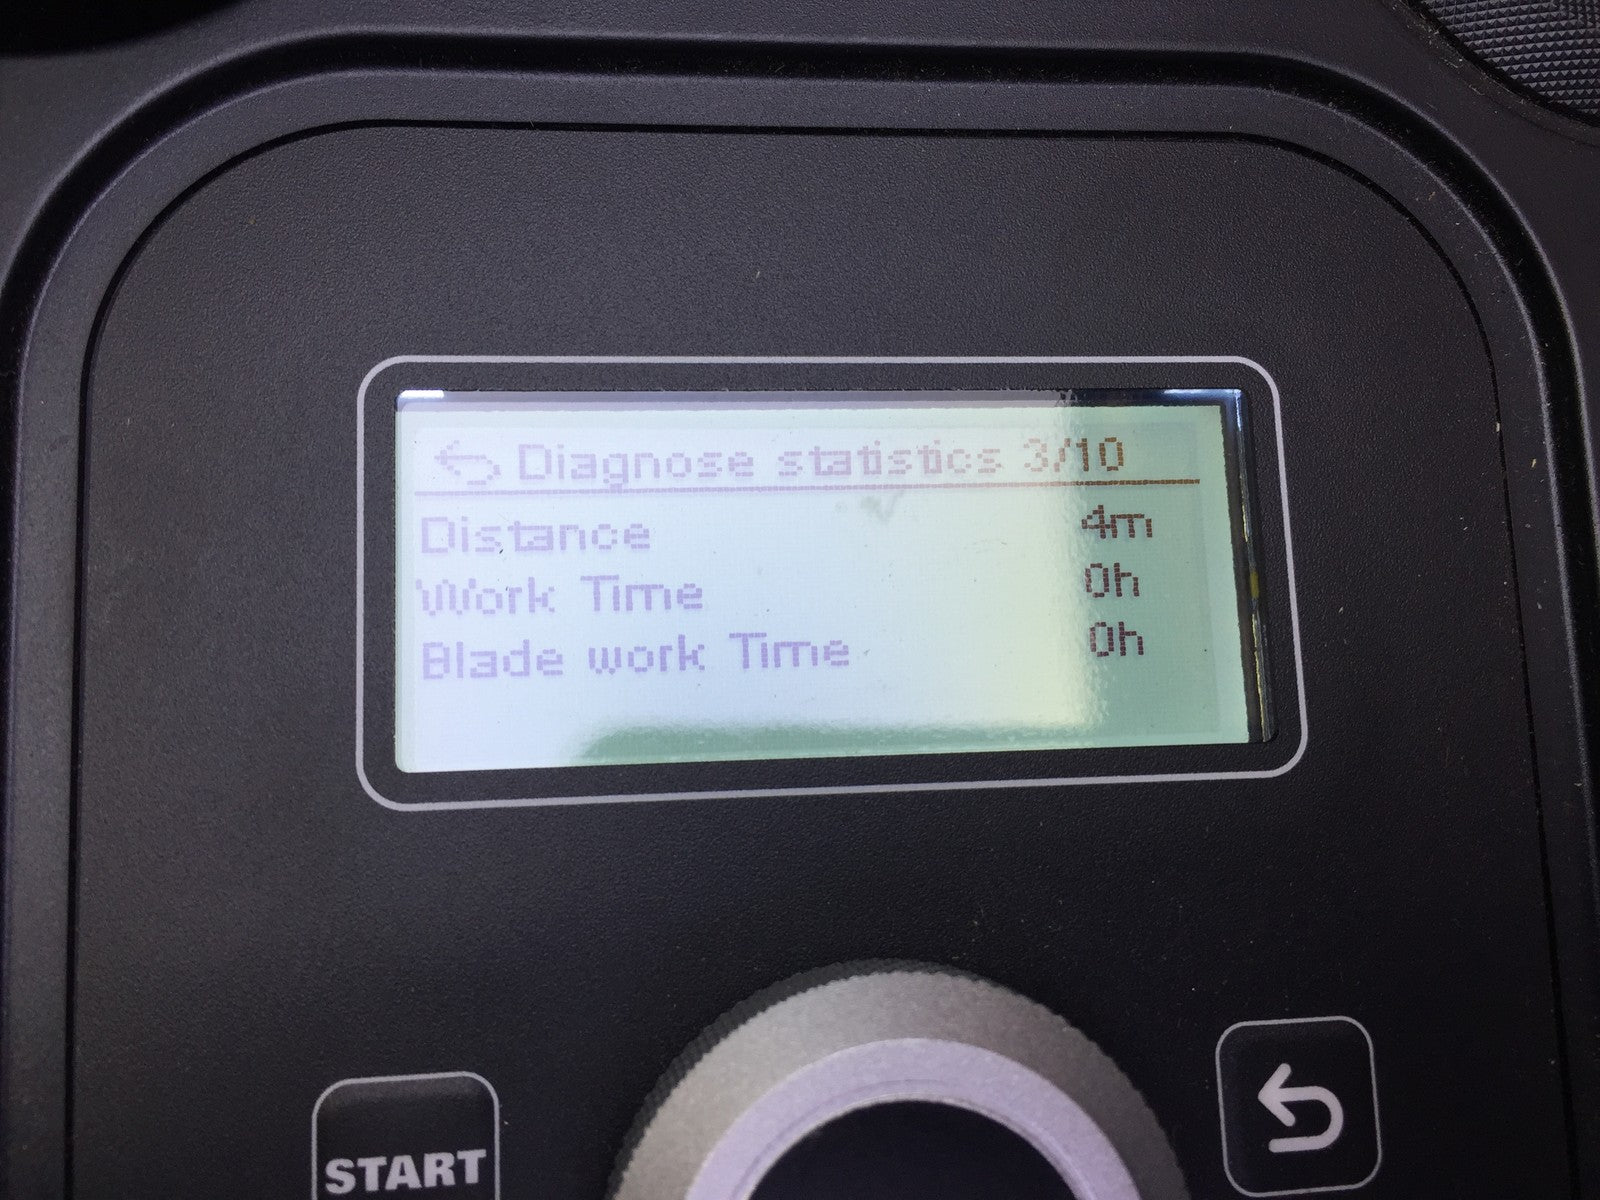 Diagnose statistics 3/10
Distance 4m
Work Time 0h
Blade work Time 0h
START